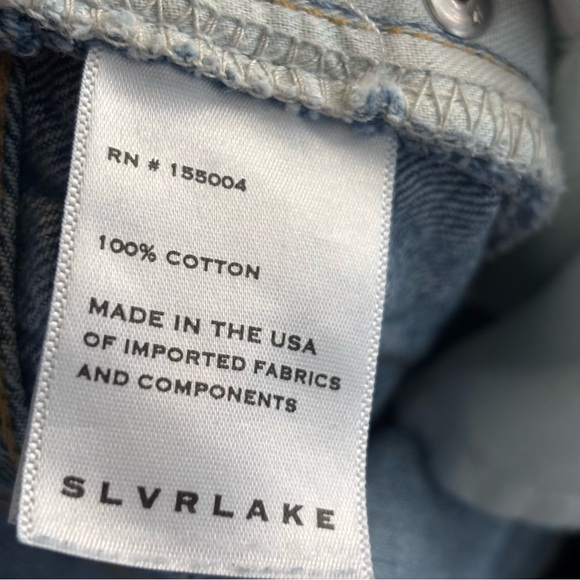 RN # 155004
100% COTTON
MADE IN THE USA
OF IMPORTED FABRICS
AND COMPONENTS
SLVRLAKE